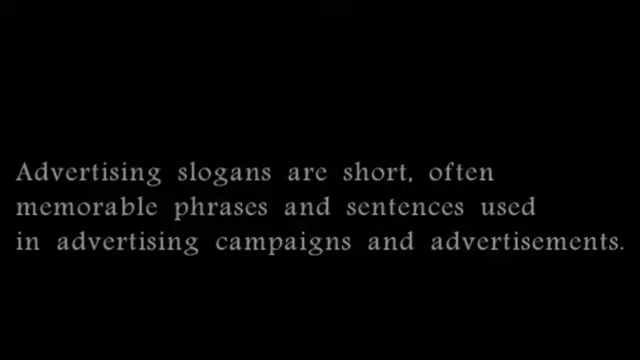 Advertising slogans are short, often
memorable phrases and sentences used
in advertising campaigns and advertisements.